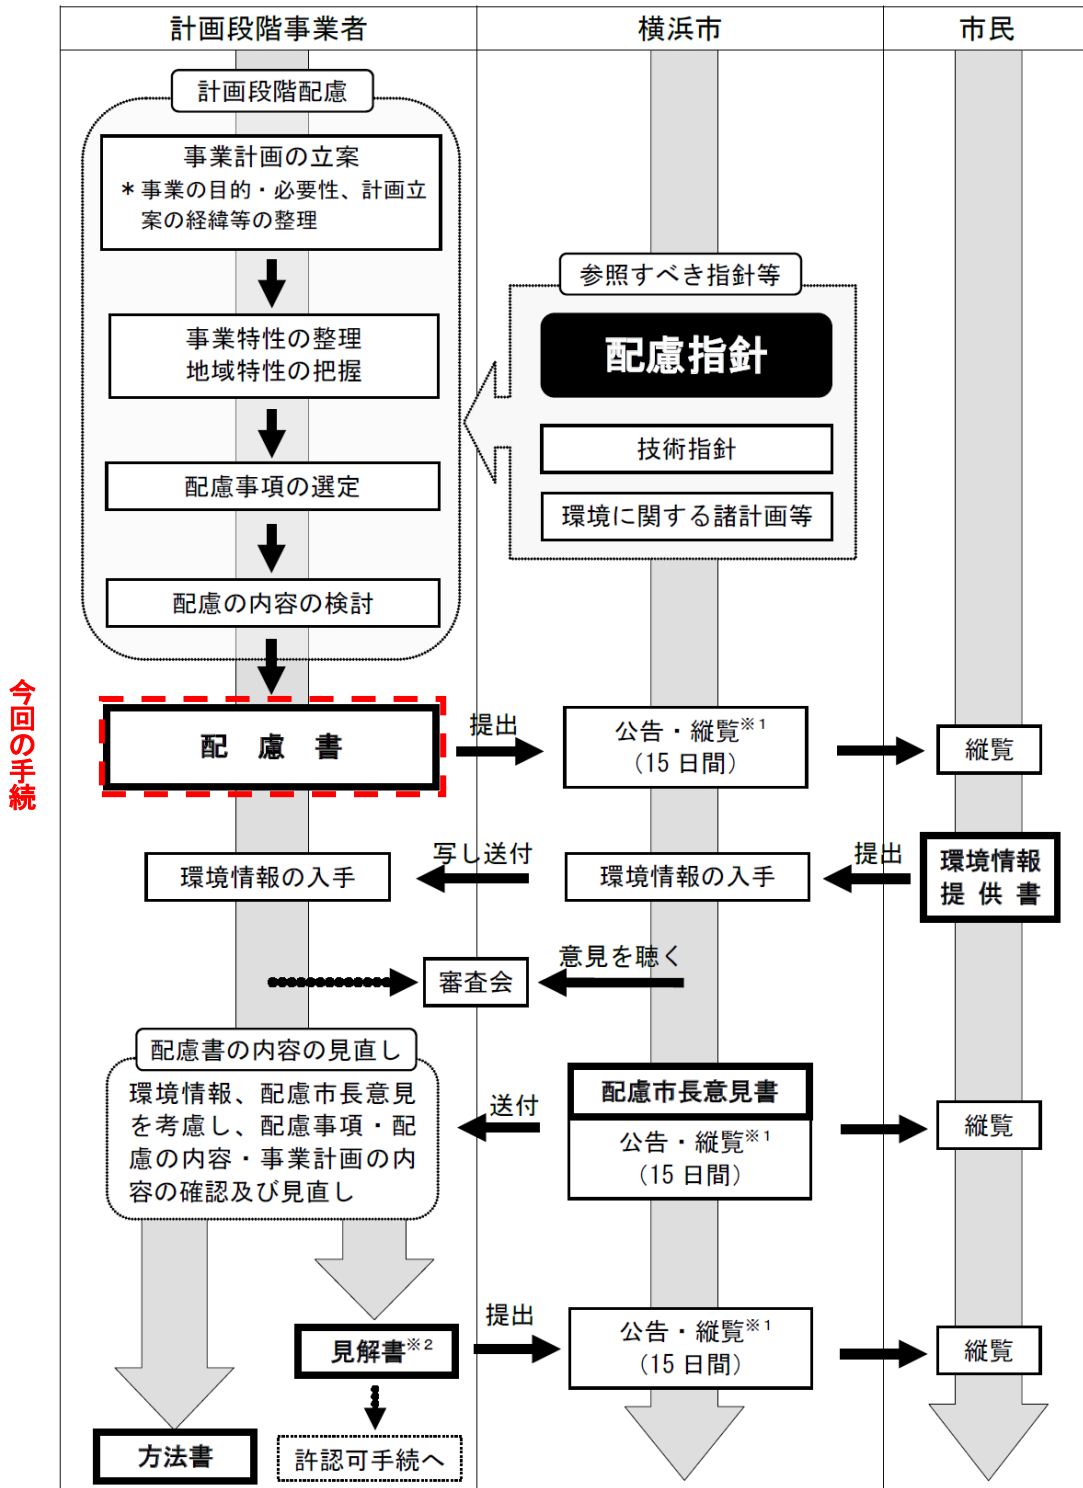 計画段階事業者
横浜市
市民
計画段階配慮
事業計画の立案
＊事業の目的・必要性、計画立
案の経緯等の整理
事業特性の整理
地域特性の把握
配慮事項の選定
配慮の内容の検討
参照すべき指針等
配慮指針
技術指針
環境に関する諸計画等
今回の手続
配慮書
提出
公告・縦覧※1
（15日間）
縦覧
環境情報の入手
写し送付
環境情報の入手
提出
環境情報
提供書
審査会
意見を聴く
配慮書の内容の見直し
環境情報、配慮市長意見
を考慮し、配慮事項・配
慮の内容・事業計画の内
容の確認及び見直し
送付
配慮市長意見書
公告・縦覧※1
（15日間）
縦覧
見解書※2
提出
公告・縦覧※1
（15日間）
縦覧
方法書
許認可手続へ